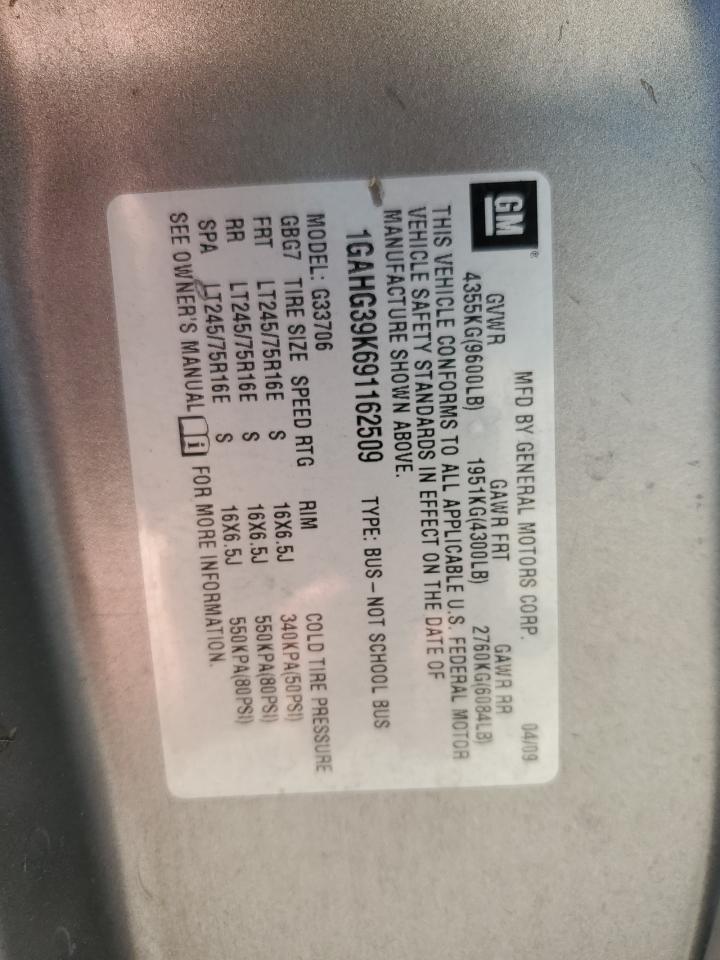 GM®
MFD BY GENERAL MOTORS CORP. 04/09
GVWR GAWR FRT GAWR RR
4355KG(9600LB) 1951KG(4300LB) 2760KG(6084LB)
THIS VEHICLE CONFORMS TO ALL APPLICABLE U.S. FEDERAL MOTOR
VEHICLE SAFETY STANDARDS IN EFFECT ON THE DATE OF
MANUFACTURE SHOWN ABOVE.
1GAHG39K691162509 TYPE: BUS–NOT SCHOOL BUS
MODEL: G33706
GBG7 TIRE SIZE SPEED RTG RIM COLD TIRE PRESSURE
FRT LT245/75R16E S 16X6.5J 340KPA(50PSI)
RR LT245/75R16E S 16X6.5J 550KPA(80PSI)
SPA LT245/75R16E S 16X6.5J 550KPA(80PSI)
SEE OWNER'S MANUAL i FOR MORE INFORMATION.